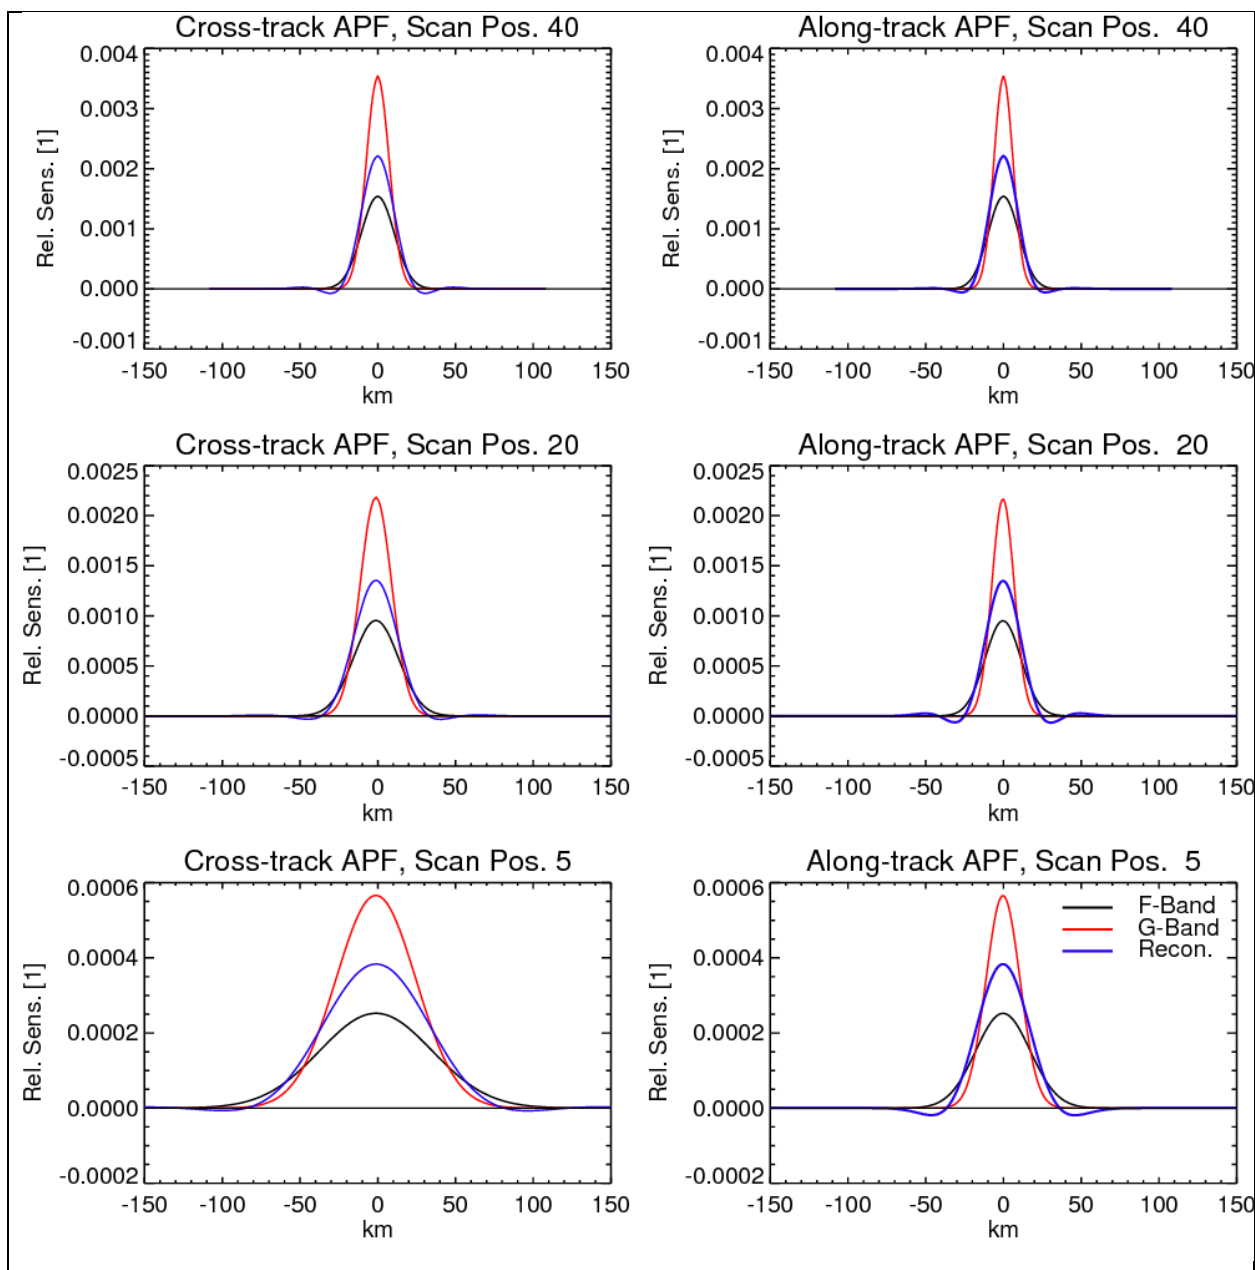 Cross-track APF, Scan Pos. 40
0.004
0.003
0.002
0.001
0.000
-0.001
Rel. Sens. [1]
-150 -100 -50 0 50 100 150
km
Along-track APF, Scan Pos. 40
0.004
0.003
0.002
0.001
0.000
-0.001
Rel. Sens. [1]
-150 -100 -50 0 50 100 150
km
Cross-track APF, Scan Pos. 20
0.0025
0.0020
0.0015
0.0010
0.0005
0.0000
-0.0005
Rel. Sens. [1]
-150 -100 -50 0 50 100 150
km
Along-track APF, Scan Pos. 20
0.0025
0.0020
0.0015
0.0010
0.0005
0.0000
-0.0005
Rel. Sens. [1]
-150 -100 -50 0 50 100 150
km
Cross-track APF, Scan Pos. 5
0.0006
0.0004
0.0002
0.0000
-0.0002
Rel. Sens. [1]
-150 -100 -50 0 50 100 150
km
Along-track APF, Scan Pos. 5
0.0006
0.0004
0.0002
0.0000
-0.0002
Rel. Sens. [1]
F-Band
G-Band
Recon.
-150 -100 -50 0 50 100 150
km